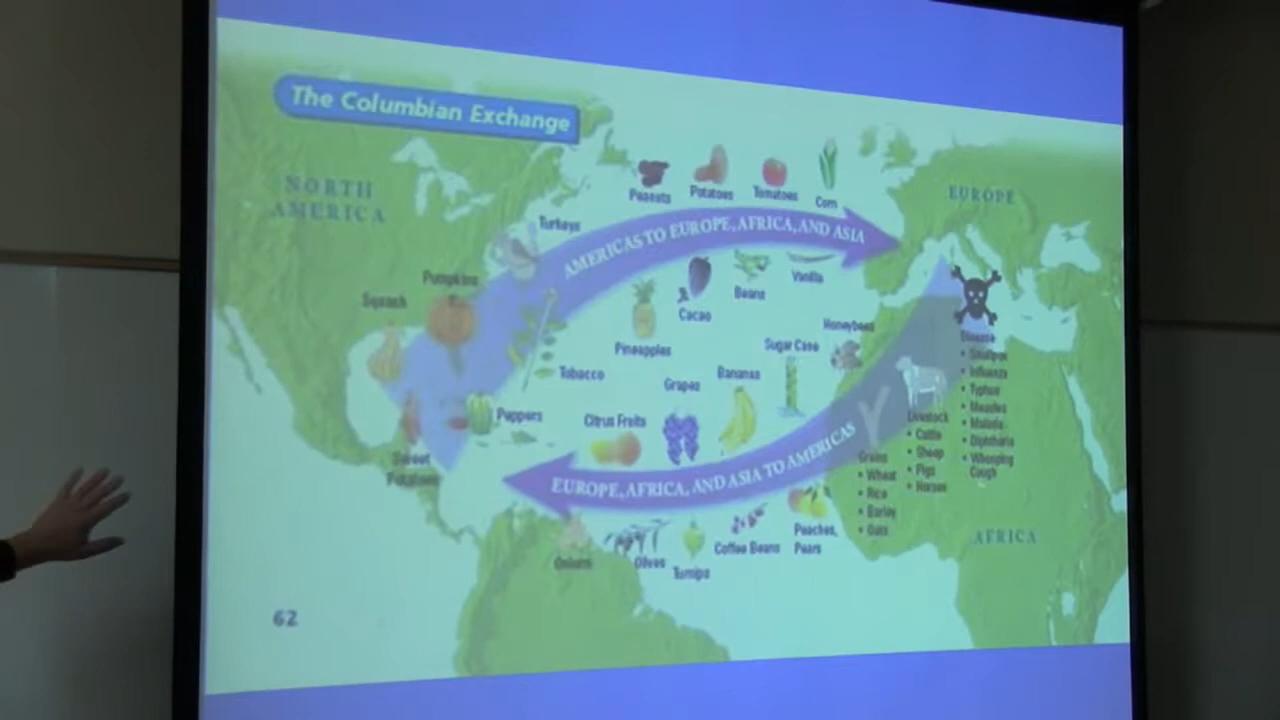 The Columbian Exchange
NORTH
AMERICA
EUROPE
AFRICA
Peanuts
Potatoes
Tomatoes
Corn
Turkeys
AMERICAS TO EUROPE, AFRICA, AND ASIA
Pumpkins
Squash
Cacao
Beans
Vanilla
Pineapples
Tobacco
Peppers
Sweet
Potatoes
Honeybees
Sugar Cane
Bananas
Grapes
Citrus Fruits
EUROPE, AFRICA, AND ASIA TO AMERICAS
Onions
Olives
Turnips
Coffee Beans
Peaches,
Pears
Grains
• Wheat
• Rice
• Barley
• Oats
Livestock
• Cattle
• Sheep
• Pigs
• Horses
Disease
• Smallpox
• Influenza
• Typhus
• Measles
• Malaria
• Diphtheria
• Whooping
Cough
62